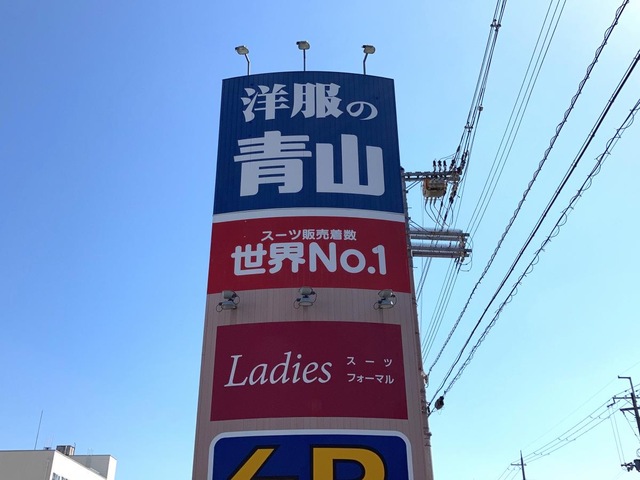 洋服の
青山
スーツ販売着数
世界No.1
Ladies
スーツ
フォーマル
P